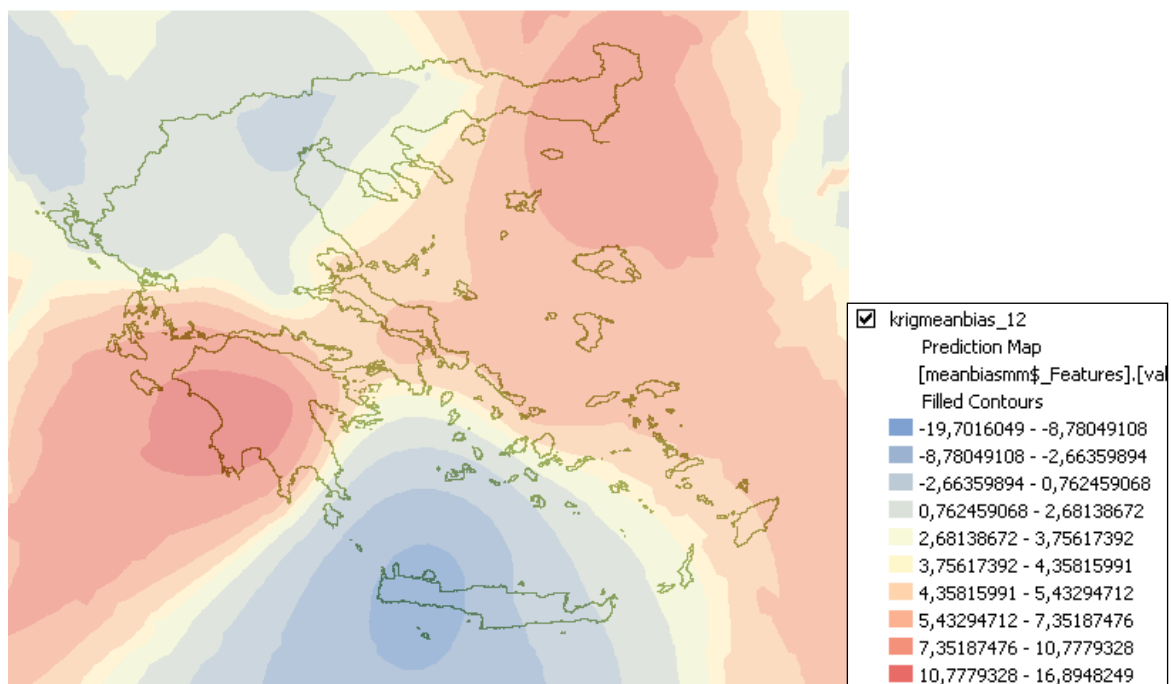 krigmeanbias_12
Prediction Map
[meanbiasmm$_Features].[val
Filled Contours
-19,7016049 - -8,78049108
-8,78049108 - -2,66359894
-2,66359894 - 0,762459068
0,762459068 - 2,68138672
2,68138672 - 3,75617392
3,75617392 - 4,35815991
4,35815991 - 5,43294712
5,43294712 - 7,35187476
7,35187476 - 10,7779328
10,7779328 - 16,8948249